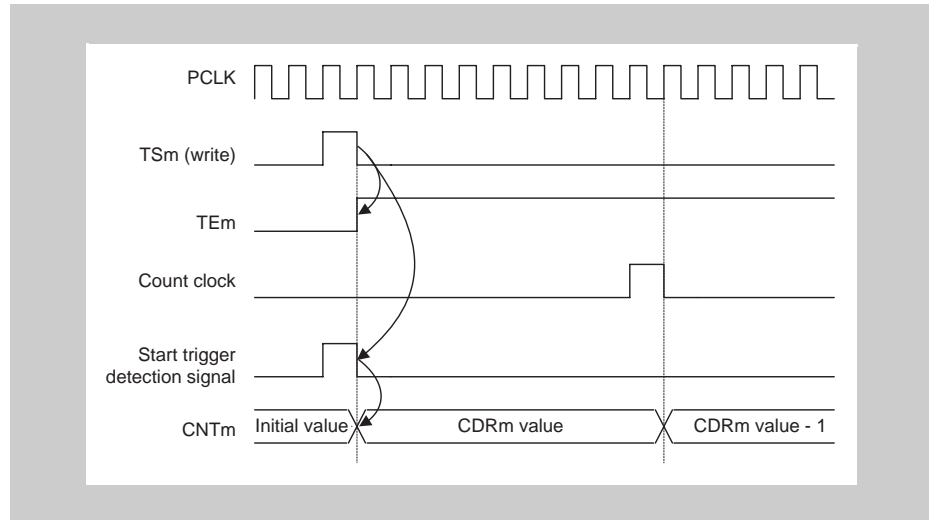 PCLK
TSm (write)
TEm
Count clock
Start trigger
detection signal
CNTm
Initial value
CDRm value
CDRm value - 1